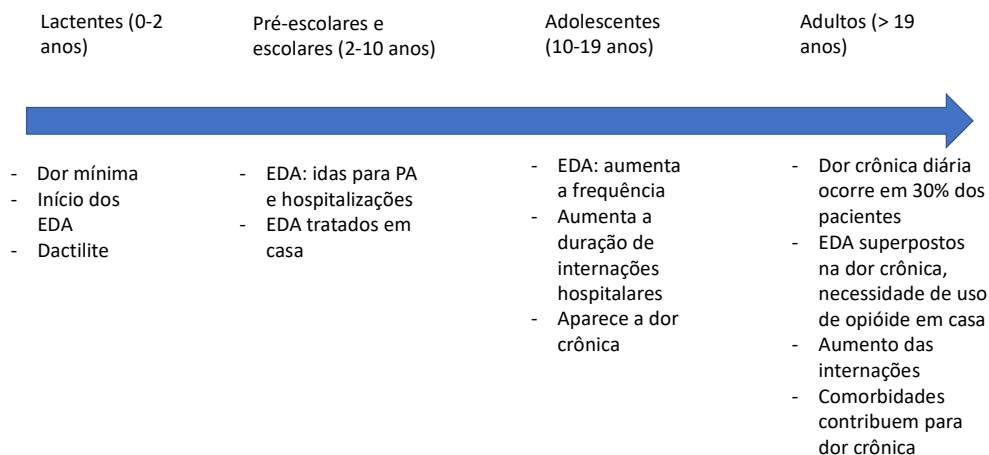 Lactentes (0-2
anos)
Pré-escolares e
escolares (2-10 anos)
Adolescentes
(10-19 anos)
Adultos (> 19
anos)
- Dor mínima
- Início dos
EDA
- Dactilite
- EDA: idas para PA
e hospitalizações
- EDA tratados em
casa
- EDA: aumenta
a frequência
- Aumenta a
duração de
internações
hospitalares
- Aparece a dor
crônica
- Dor crônica diária
ocorre em 30% dos
pacientes
- EDA superpostos
na dor crônica,
necessidade de uso
de opióide em casa
- Aumento das
internações
- Comorbidades
contribuem para
dor crônica